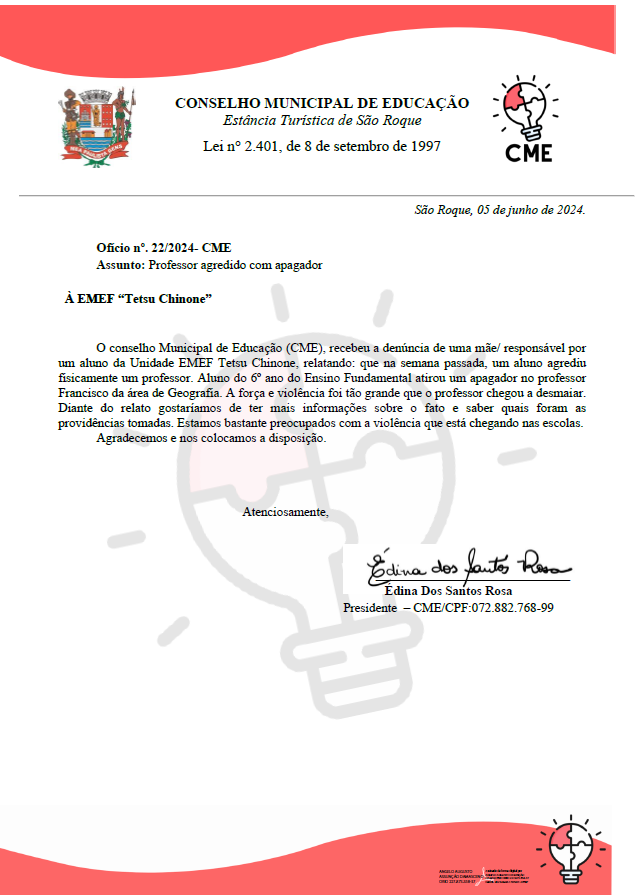 CONSELHO MUNICIPAL DE EDUCAÇÃO
Estância Turística de São Roque
Lei nº 2.401, de 8 de setembro de 1997
CME
São Roque, 05 de junho de 2024.
Ofício nº. 22/2024- CME
Assunto: Professor agredido com apagador
À EMEF “Tetsu Chinone”
O conselho Municipal de Educação (CME), recebeu a denúncia de uma mãe/ responsável por
um aluno da Unidade EMEF Tetsu Chinone, relatando: que na semana passada, um aluno agrediu
fisicamente um professor. Aluno do 6º ano do Ensino Fundamental atirou um apagador no professor
Francisco da área de Geografia. A força e violência foi tão grande que o professor chegou a desmaiar.
Diante do relato gostaríamos de ter mais informações sobre o fato e saber quais foram as
providências tomadas. Estamos bastante preocupados com a violência que está chegando nas escolas.
Agradecemos e nos colocamos a disposição.
Atenciosamente,
Édina dos Santos Rosa
Édina Dos Santos Rosa
Presidente – CME/CPF:072.882.768-99
ANGELO AUGUSTO